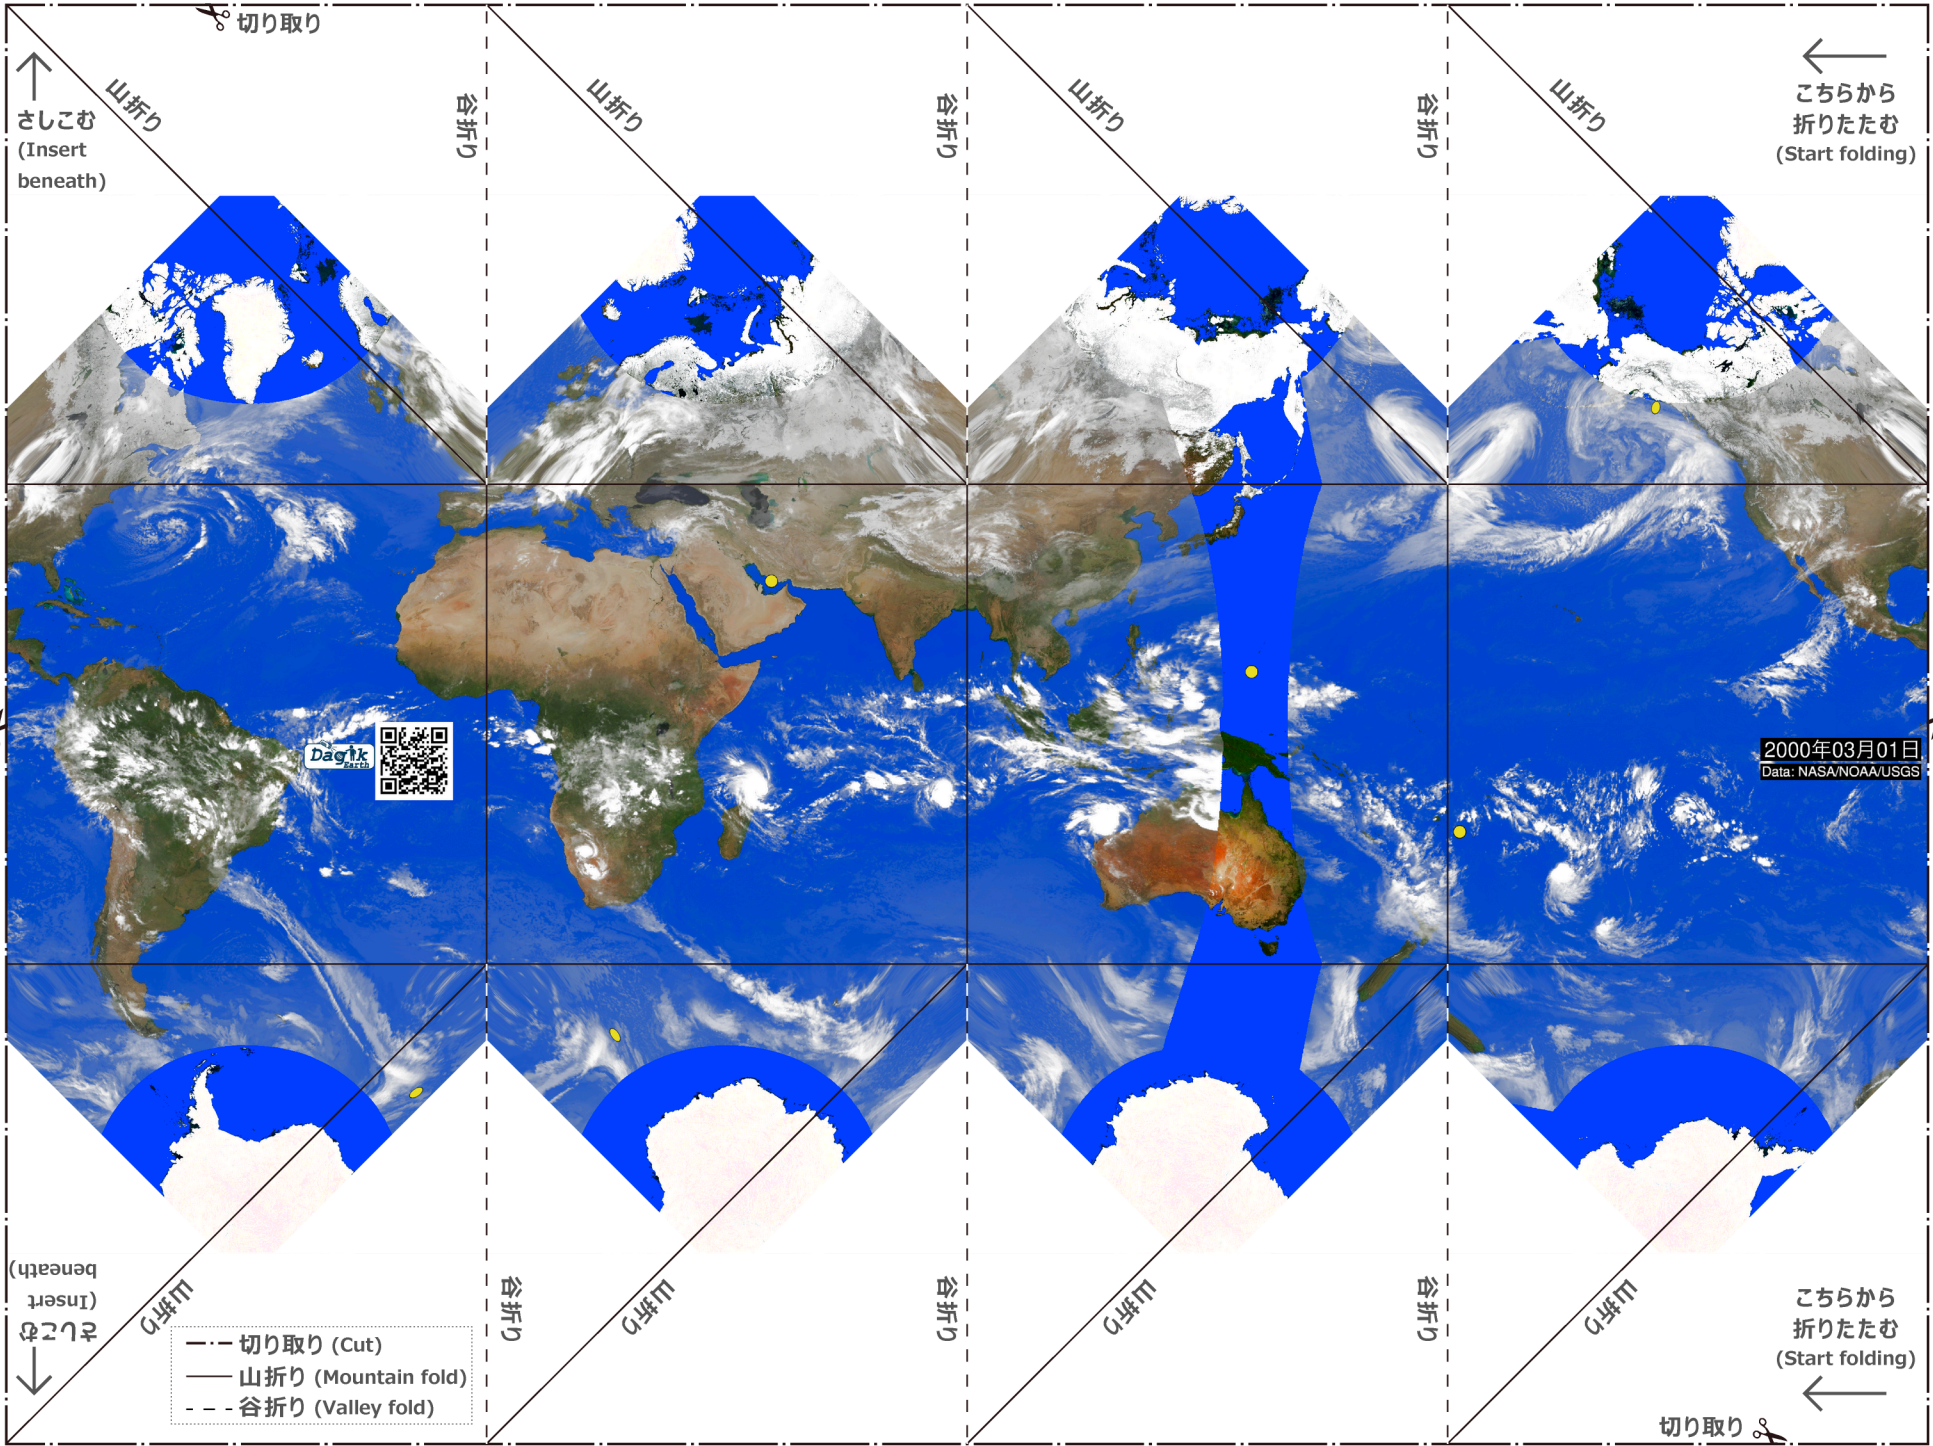 切り取り
山折り
谷折り
山折り
谷折り
山折り
谷折り
山折り
さしこむ
(Insert
beneath)
こちらから
折りたたむ
(Start folding)
Dagik
Earth
2000年03月01日
Data: NASA/NOAA/USGS
さしこむ
(Insert
beneath)
山折り
谷折り
山折り
谷折り
山折り
谷折り
山折り
切り取り (Cut)
山折り (Mountain fold)
谷折り (Valley fold)
こちらから
折りたたむ
(Start folding)
切り取り